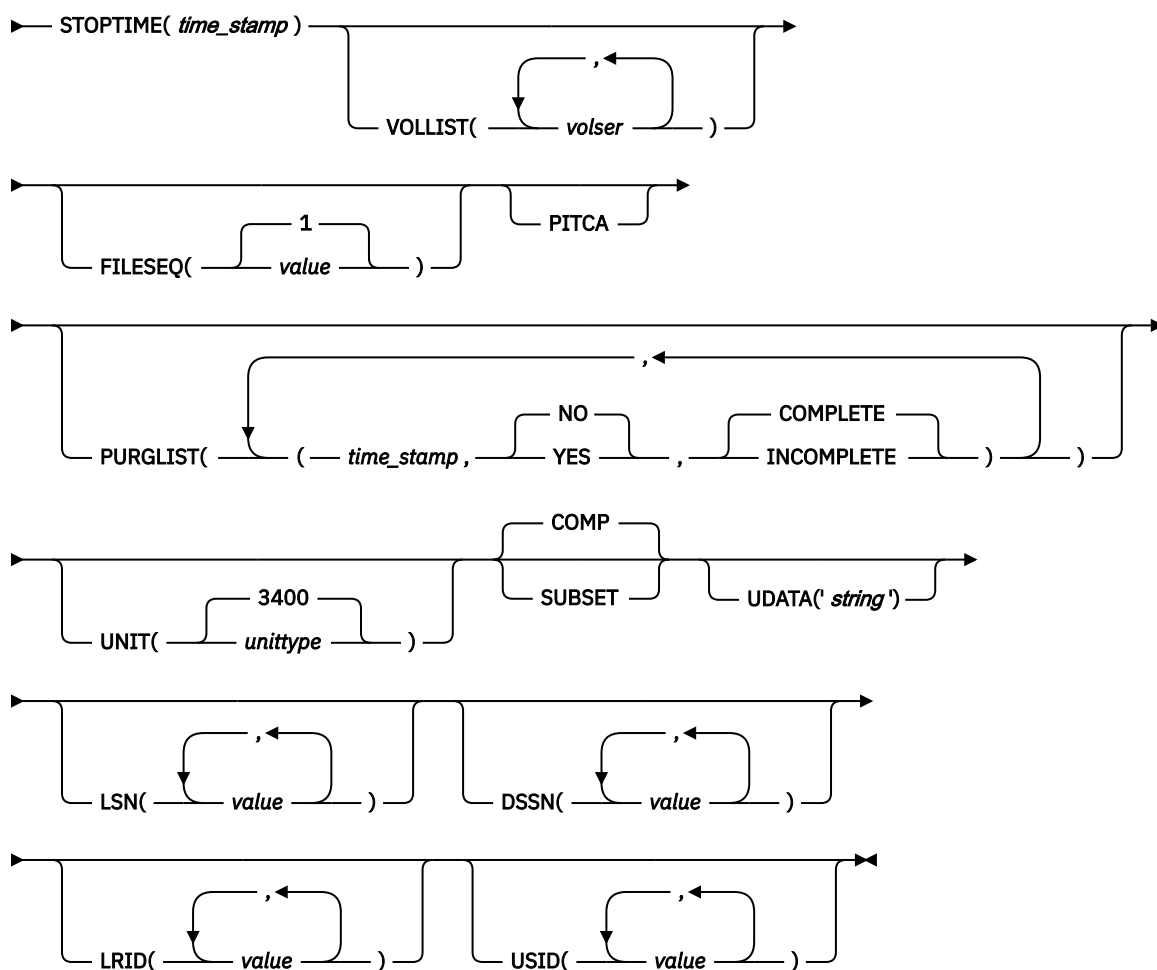 STOPTIME( time_stamp )
,
VOLLIST( volser )
1
PITCA
FILESEQ( value )
,
NO COMPLETE
PURGLIST( ( time_stamp , YES , INCOMPLETE ) )
COMP
3400 SUBSET UDATA(' string ')
UNIT( unittype )
, ,
LSN( value ) DSSN( value )
, ,
LRID( value ) USID( value )